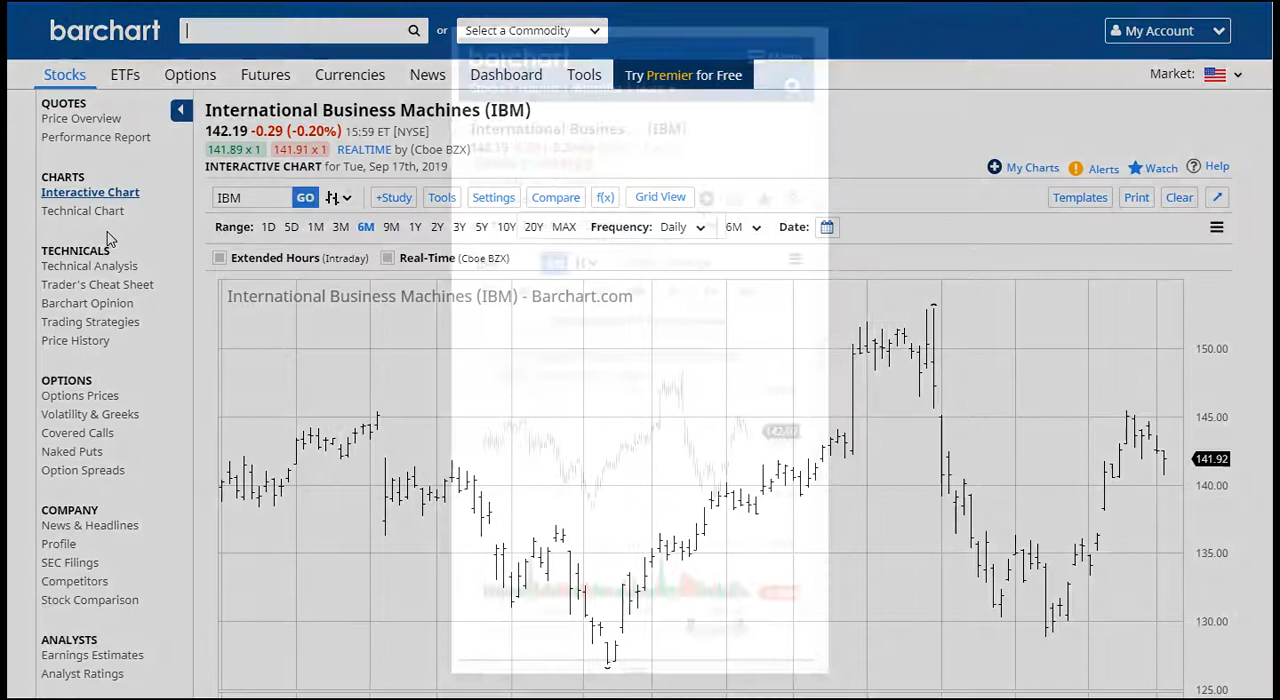 barchart
or
Select a Commodity
My Account
Stocks ETFs Options Futures Currencies News Dashboard Tools Try Premier for Free
Market:
QUOTES
Price Overview
Performance Report
CHARTS
Interactive Chart
Technical Chart
TECHNICALS
Technical Analysis
Trader's Cheat Sheet
Barchart Opinion
Trading Strategies
Price History
OPTIONS
Options Prices
Volatility & Greeks
Covered Calls
Naked Puts
Option Spreads
COMPANY
News & Headlines
Profile
SEC Filings
Competitors
Stock Comparison
ANALYSTS
Earnings Estimates
Analyst Ratings
International Business Machines (IBM)
142.19 -0.29 (-0.20%) 15:59 ET [NYSE]
141.89 x 1 141.91 x 1 REALTIME by (Cboe BZX)
INTERACTIVE CHART for Tue, Sep 17th, 2019
My Charts Alerts Watch Help
IBM GO +Study Tools Settings Compare f(x) Grid View
Templates Print Clear
Range: 1D 5D 1M 3M 6M 9M 1Y 2Y 3Y 5Y 10Y 20Y MAX Frequency: Daily 6M Date:
Extended Hours (Intraday) Real-Time (Cboe BZX)
International Business Machines (IBM) - Barchart.com
150.00
145.00
141.92
140.00
135.00
130.00
125.00
barchart
International Busines... (IBM)